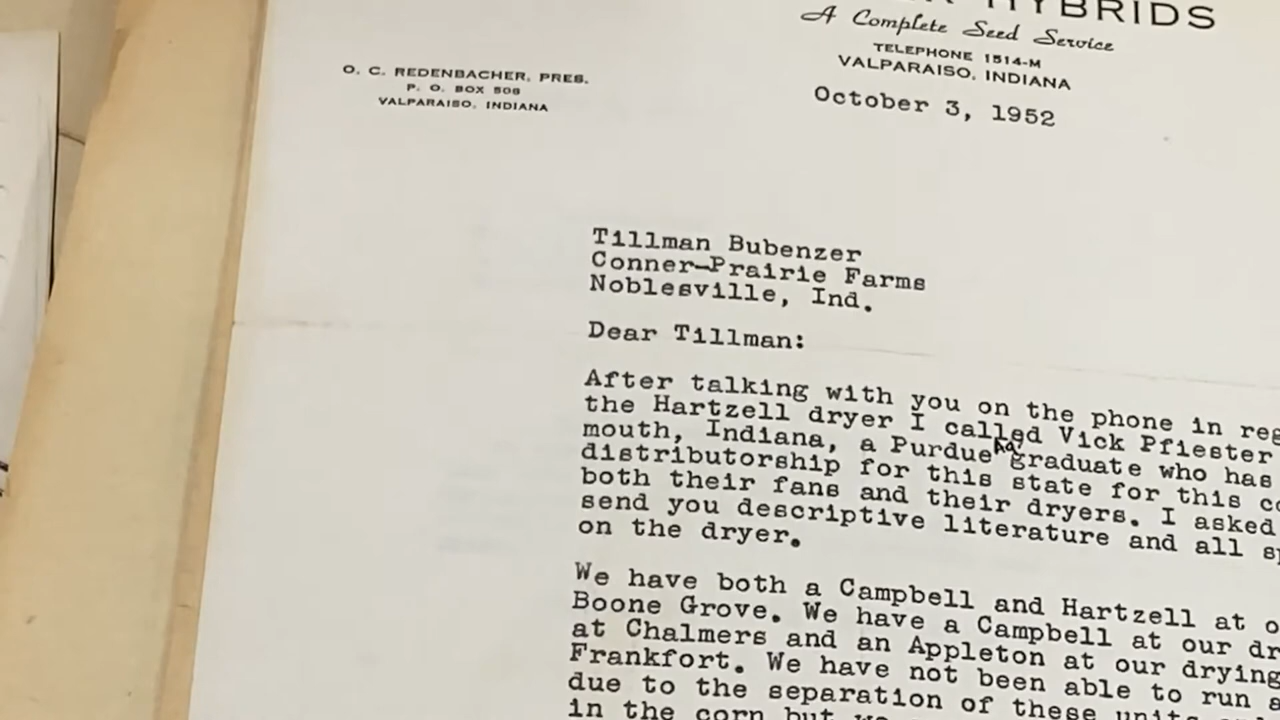 HYBRIDS
A Complete Seed Service
TELEPHONE 1514-M
VALPARAISO, INDIANA
O. C. REDENBACHER, PRES.
P. O. BOX 508
VALPARAISO, INDIANA
October 3, 1952
Tillman Bubenzer
Conner-Prairie Farms
Noblesville, Ind.
Dear Tillman:
After talking with you on the phone in reg
the Hartzell dryer I called Vick Pfiester
mouth, Indiana, a Purdue Ag graduate who has
distributorship for this state for this co
both their fans and their dryers. I asked
send you descriptive literature and all sp
on the dryer.
We have both a Campbell and Hartzell at o
Boone Grove. We have a Campbell at our dr
at Chalmers and an Appleton at our drying
Frankfort. We have not been able to run a
due to the separation of these units
in the corn but we